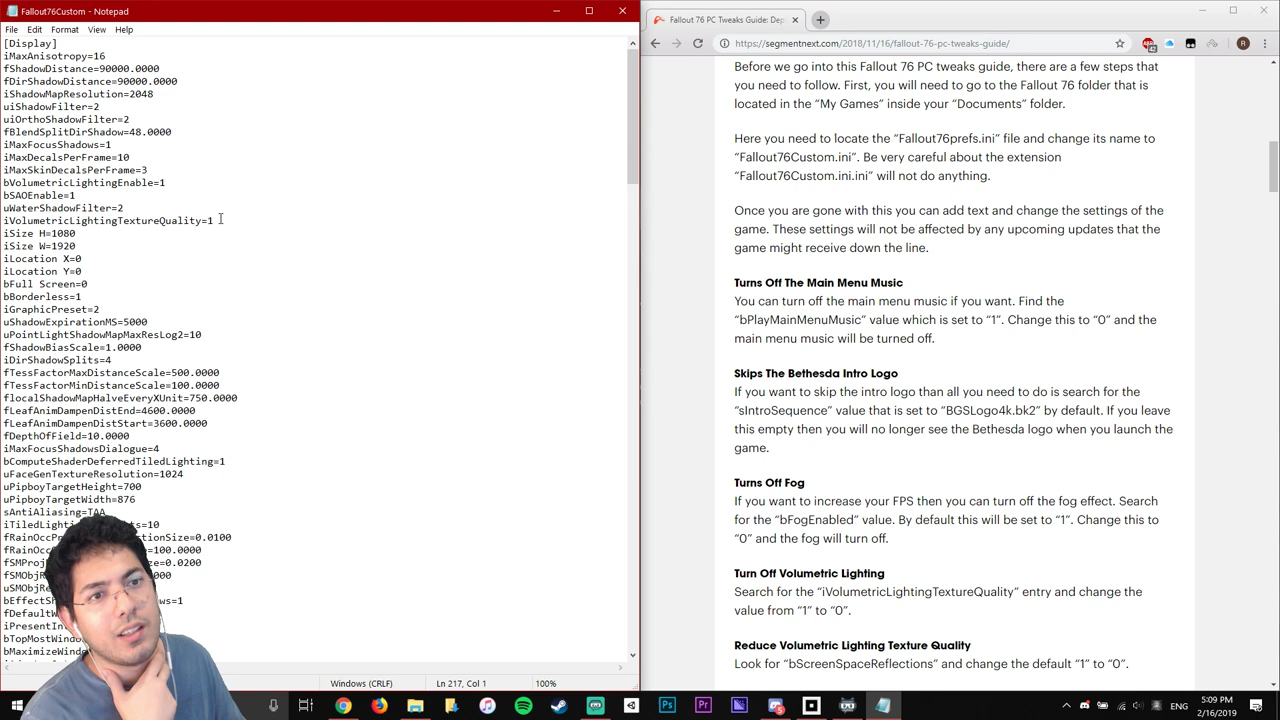 Fallout76Custom - Notepad
File Edit Format View Help
[Display]
iMaxAnisotropy=16
fShadowDistance=90000.0000
fDirShadowDistance=90000.0000
iShadowMapResolution=2048
uiShadowFilter=2
uiOrthoShadowFilter=2
fBlendSplitDirShadow=48.0000
iMaxFocusShadows=1
iMaxDecalsPerFrame=10
iMaxSkinDecalsPerFrame=3
bVolumetricLightingEnable=1
bSAOEnable=1
uWaterShadowFilter=2
iVolumetricLightingTextureQuality=1
iSize H=1080
iSize W=1920
iLocation X=0
iLocation Y=0
bFull Screen=0
bBorderless=1
iGraphicPreset=2
uShadowExpirationMS=5000
uPointLightShadowMapMaxResLog2=10
fShadowBiasScale=1.0000
iDirShadowSplits=4
fTessFactorMaxDistanceScale=500.0000
fTessFactorMinDistanceScale=100.0000
flocalShadowMapHalveEveryXUnit=750.0000
fLeafAnimDampenDistEnd=4600.0000
fLeafAnimDampenDistStart=3600.0000
fDepthOfField=10.0000
iMaxFocusShadowsDialogue=4
bComputeShaderDeferredTiledLighting=1
uFaceGenTextureResolution=1024
uPipboyTargetHeight=700
uPipboyTargetWidth=876
sAntiAliasing=TAA
Windows (CRLF) Ln 217, Col 1 100%
Fallout 76 PC Tweaks Guide: Dep
https://segmentnext.com/2018/11/16/fallout-76-pc-tweaks-guide/
Before we go into this Fallout 76 PC tweaks guide, there are a few steps that
you need to follow. First, you will need to go to the Fallout 76 folder that is
located in the “My Games” inside your “Documents” folder.
Here you need to locate the “Fallout76prefs.ini” file and change its name to
“Fallout76Custom.ini”. Be very careful about the extension
“Fallout76Custom.ini.ini” will not do anything.
Once you are gone with this you can add text and change the settings of the
game. These settings will not be affected by any upcoming updates that the
game might receive down the line.
Turns Off The Main Menu Music
You can turn off the main menu music if you want. Find the
“bPlayMainMenuMusic” value which is set to “1”. Change this to “0” and the
main menu music will be turned off.
Skips The Bethesda Intro Logo
If you want to skip the intro logo than all you need to do is search for the
“sIntroSequence” value that is set to “BGSLogo4k.bk2” by default. If you leave
this empty then you will no longer see the Bethesda logo when you launch the
game.
Turns Off Fog
If you want to increase your FPS then you can turn off the fog effect. Search
for the “bFogEnabled” value. By default this will be set to “1”. Change this to
“0” and the fog will turn off.
Turn Off Volumetric Lighting
Search for the “iVolumetricLightingTextureQuality” entry and change the
value from “1” to “0”.
Reduce Volumetric Lighting Texture Quality
Look for “bScreenSpaceReflections” and change the default “1” to “0”.
ENG
5:09 PM
2/16/2019